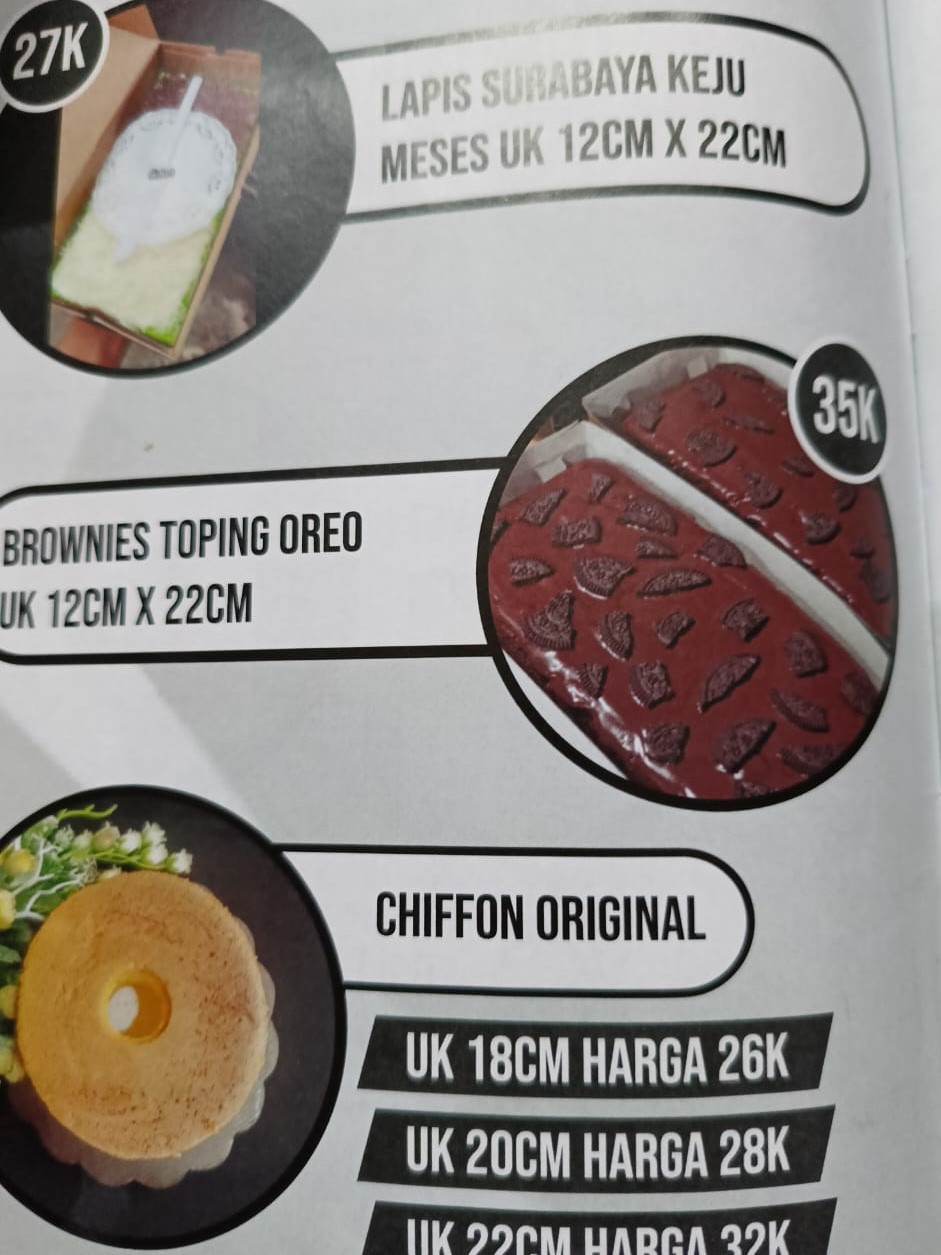 27K
LAPIS SURABAYA KEJU
MESES UK 12CM X 22CM
35K
BROWNIES TOPING OREO
UK 12CM X 22CM
CHIFFON ORIGINAL
UK 18CM HARGA 26K
UK 20CM HARGA 28K
UK 22CM HARGA 32K